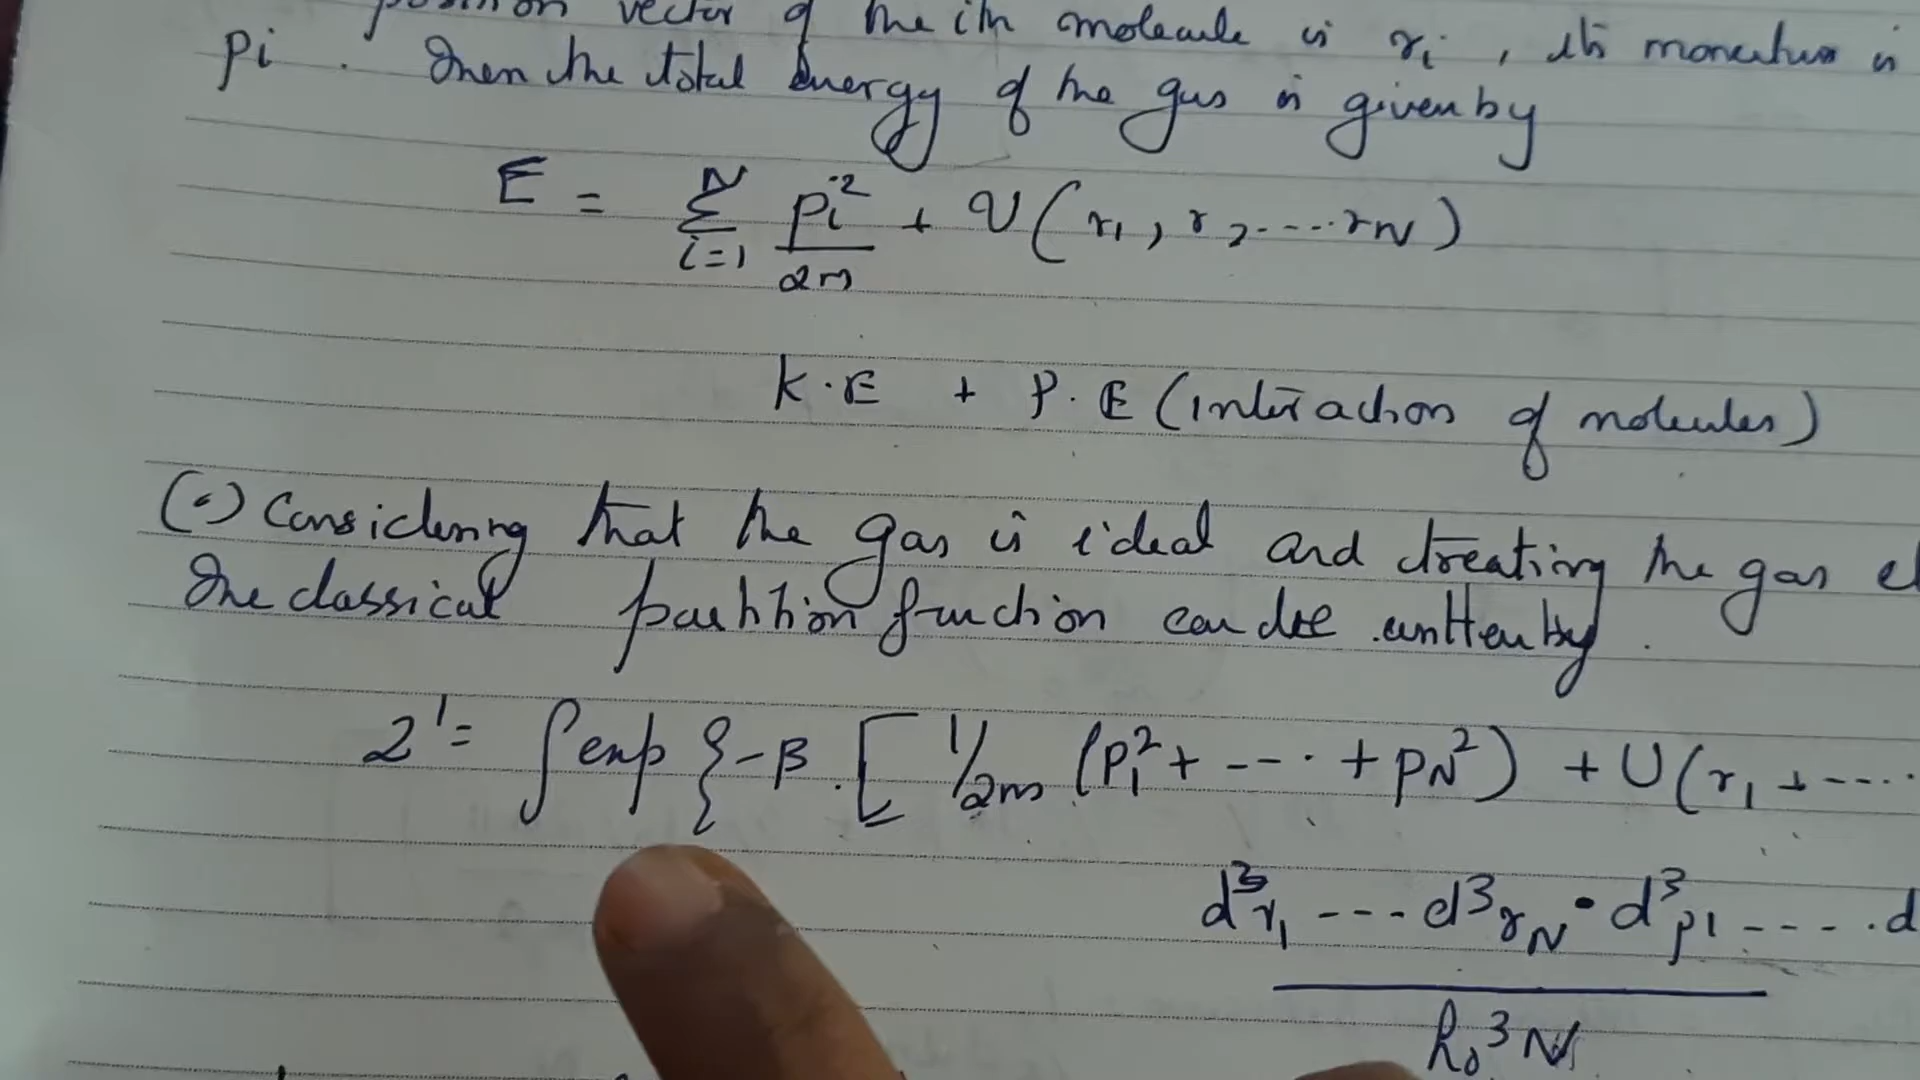 position vector of the ith molecule is ri , its momentum is
pi . Then the total Energy of the gas is given by
E = N Σ i=1 pi² / 2m + U ( r1 , r2 , .... rN )
K.E + P.E (interaction of molecules)
(•) Considering that the gas is ideal and treating the gas cl
The classical partition function can be written by .
Z' = ∫ exp { -β . [ 1/2m (P1² + --- + PN²) + U (r1 + ----
d³r1 --- d³rN • d³p1 ---- . d
h0³N